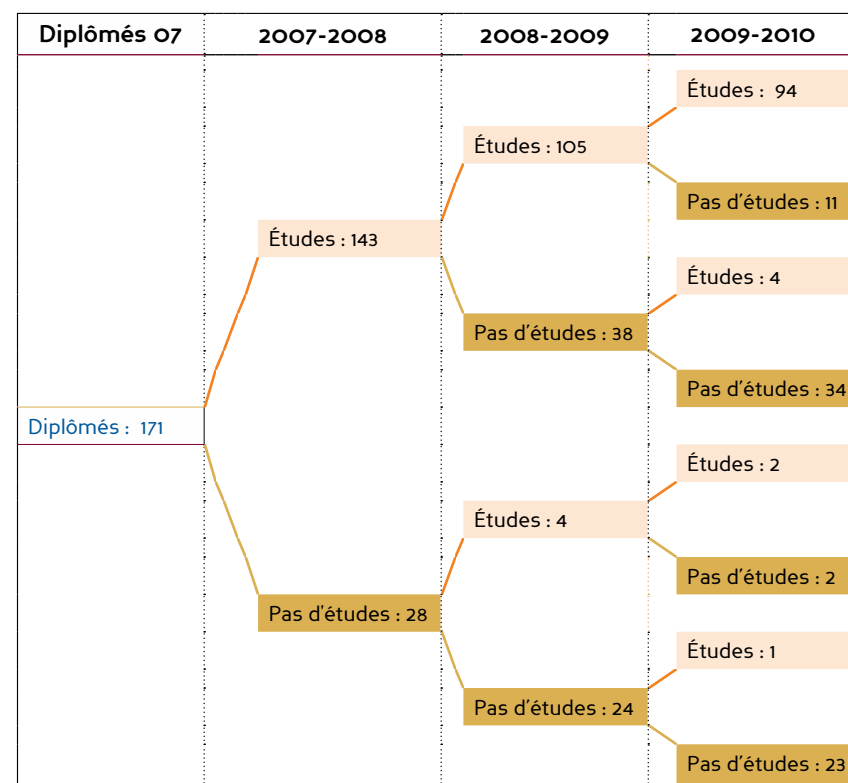 Diplômés 07 2007-2008 2008-2009 2009-2010
Études : 94
Études : 105
Pas d'études : 11
Études : 143
Études : 4
Pas d'études : 38
Pas d'études : 34
Diplômés : 171
Études : 2
Études : 4
Pas d'études : 2
Pas d'études : 28
Études : 1
Pas d'études : 24
Pas d'études : 23